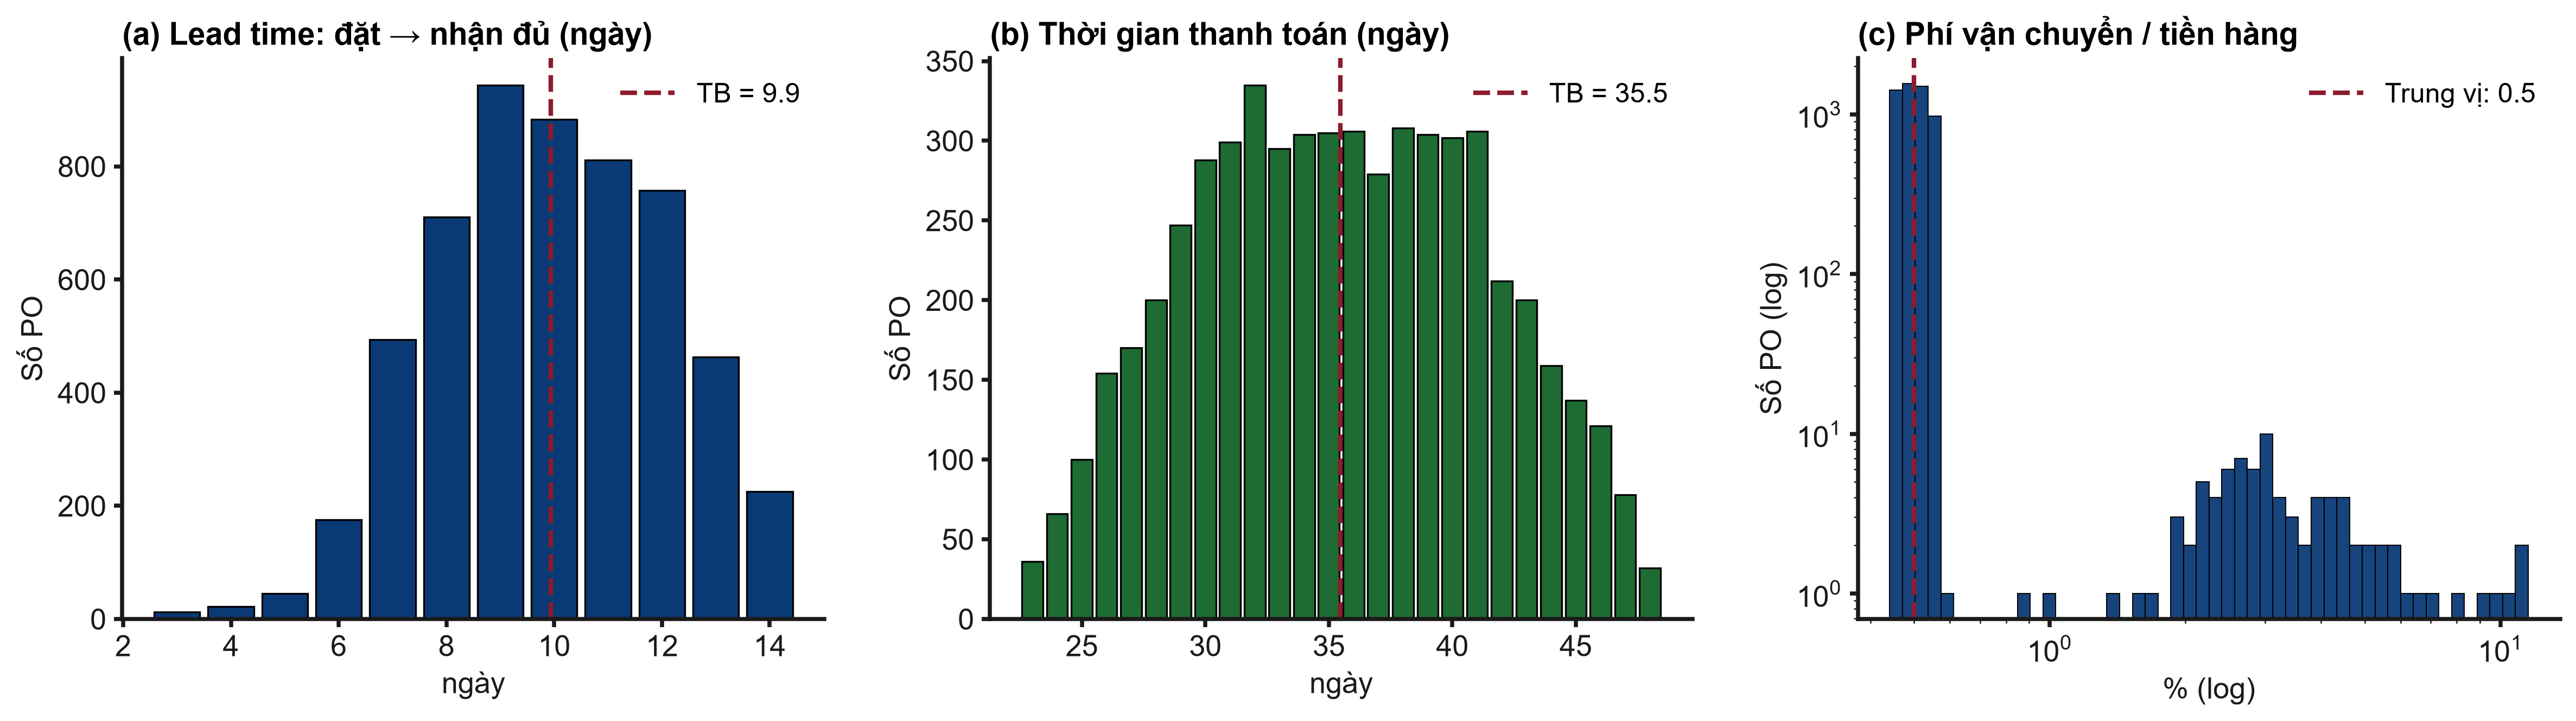 (a) Lead time: đặt → nhận đủ (ngày)
TB = 9.9
Số PO
800
600
400
200
0
2 4 6 8 10 12 14
ngày
(b) Thời gian thanh toán (ngày)
TB = 35.5
Số PO
350
300
250
200
150
100
50
0
25 30 35 40 45
ngày
(c) Phí vận chuyển / tiền hàng
Trung vị: 0.5
Số PO (log)
10³
10²
10¹
10⁰
10⁰ 10¹
% (log)